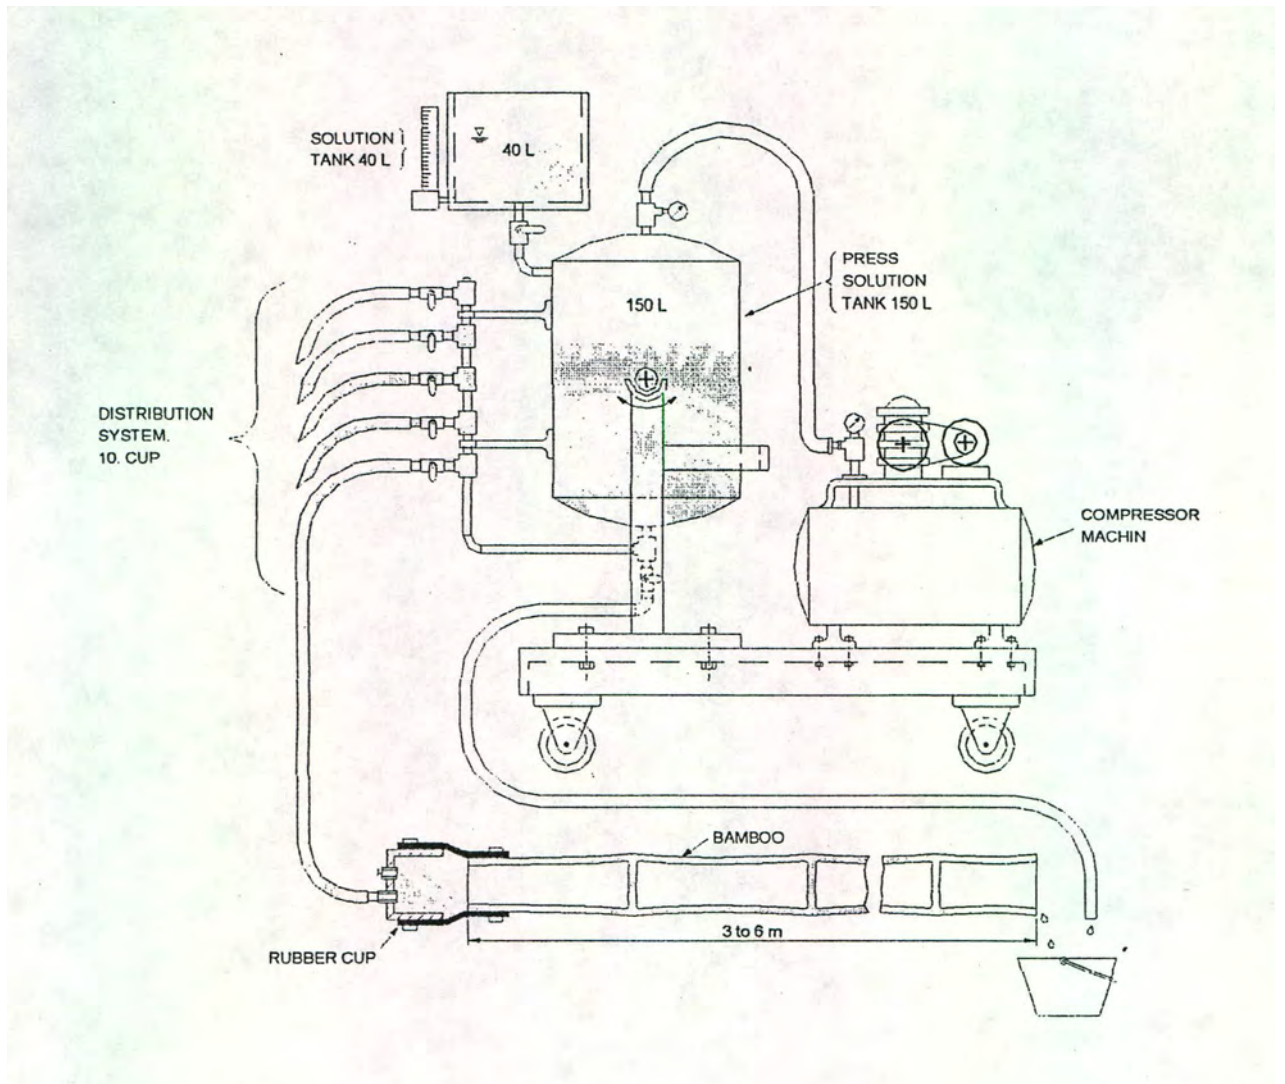 SOLUTION
TANK 40 L
40 L
150 L
PRESS
SOLUTION
TANK 150 L
DISTRIBUTION
SYSTEM.
10. CUP
COMPRESSOR
MACHIN
BAMBOO
3 to 6 m
RUBBER CUP